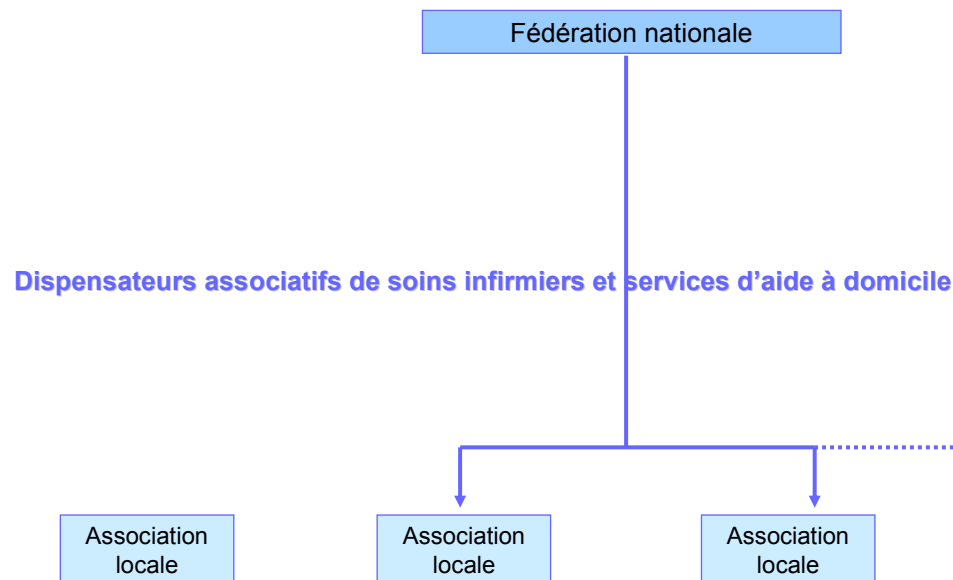 Fédération nationale
Dispensateurs associatifs de soins infirmiers et services d’aide à domicile
Association
locale
Association
locale
Association
locale